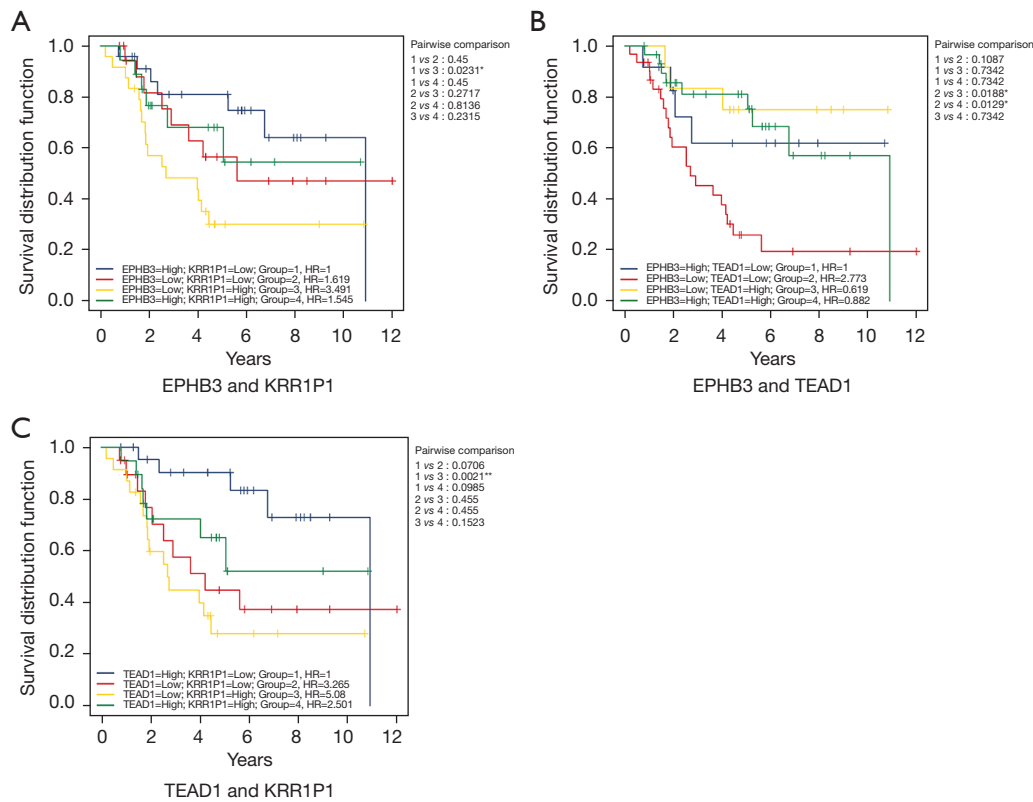 A
Survival distribution function
1.0
0.8
0.6
0.4
0.2
0.0
EPHB3=High; KRR1P1=Low; Group=1, HR=1
EPHB3=Low; KRR1P1=Low; Group=2, HR=1.619
EPHB3=Low; KRR1P1=High; Group=3, HR=3.491
EPHB3=High; KRR1P1=High; Group=4, HR=1.545
0 2 4 6 8 10 12
Years
EPHB3 and KRR1P1
Pairwise comparison
1 vs 2 : 0.45
1 vs 3 : 0.0231*
1 vs 4 : 0.45
2 vs 3 : 0.2717
2 vs 4 : 0.8136
3 vs 4 : 0.2315
B
Survival distribution function
1.0
0.8
0.6
0.4
0.2
0.0
EPHB3=High; TEAD1=Low; Group=1, HR=1
EPHB3=Low; TEAD1=Low; Group=2, HR=2.773
EPHB3=Low; TEAD1=High; Group=3, HR=0.619
EPHB3=High; TEAD1=High; Group=4, HR=0.882
0 2 4 6 8 10 12
Years
EPHB3 and TEAD1
Pairwise comparison
1 vs 2 : 0.1087
1 vs 3 : 0.7342
1 vs 4 : 0.7342
2 vs 3 : 0.0188*
2 vs 4 : 0.0129*
3 vs 4 : 0.7342
C
Survival distribution function
1.0
0.8
0.6
0.4
0.2
0.0
TEAD1=High; KRR1P1=Low; Group=1, HR=1
TEAD1=Low; KRR1P1=Low; Group=2, HR=3.265
TEAD1=Low; KRR1P1=High; Group=3, HR=5.08
TEAD1=High; KRR1P1=High; Group=4, HR=2.501
0 2 4 6 8 10 12
Years
TEAD1 and KRR1P1
Pairwise comparison
1 vs 2 : 0.0706
1 vs 3 : 0.0021**
1 vs 4 : 0.0985
2 vs 3 : 0.455
2 vs 4 : 0.455
3 vs 4 : 0.1523